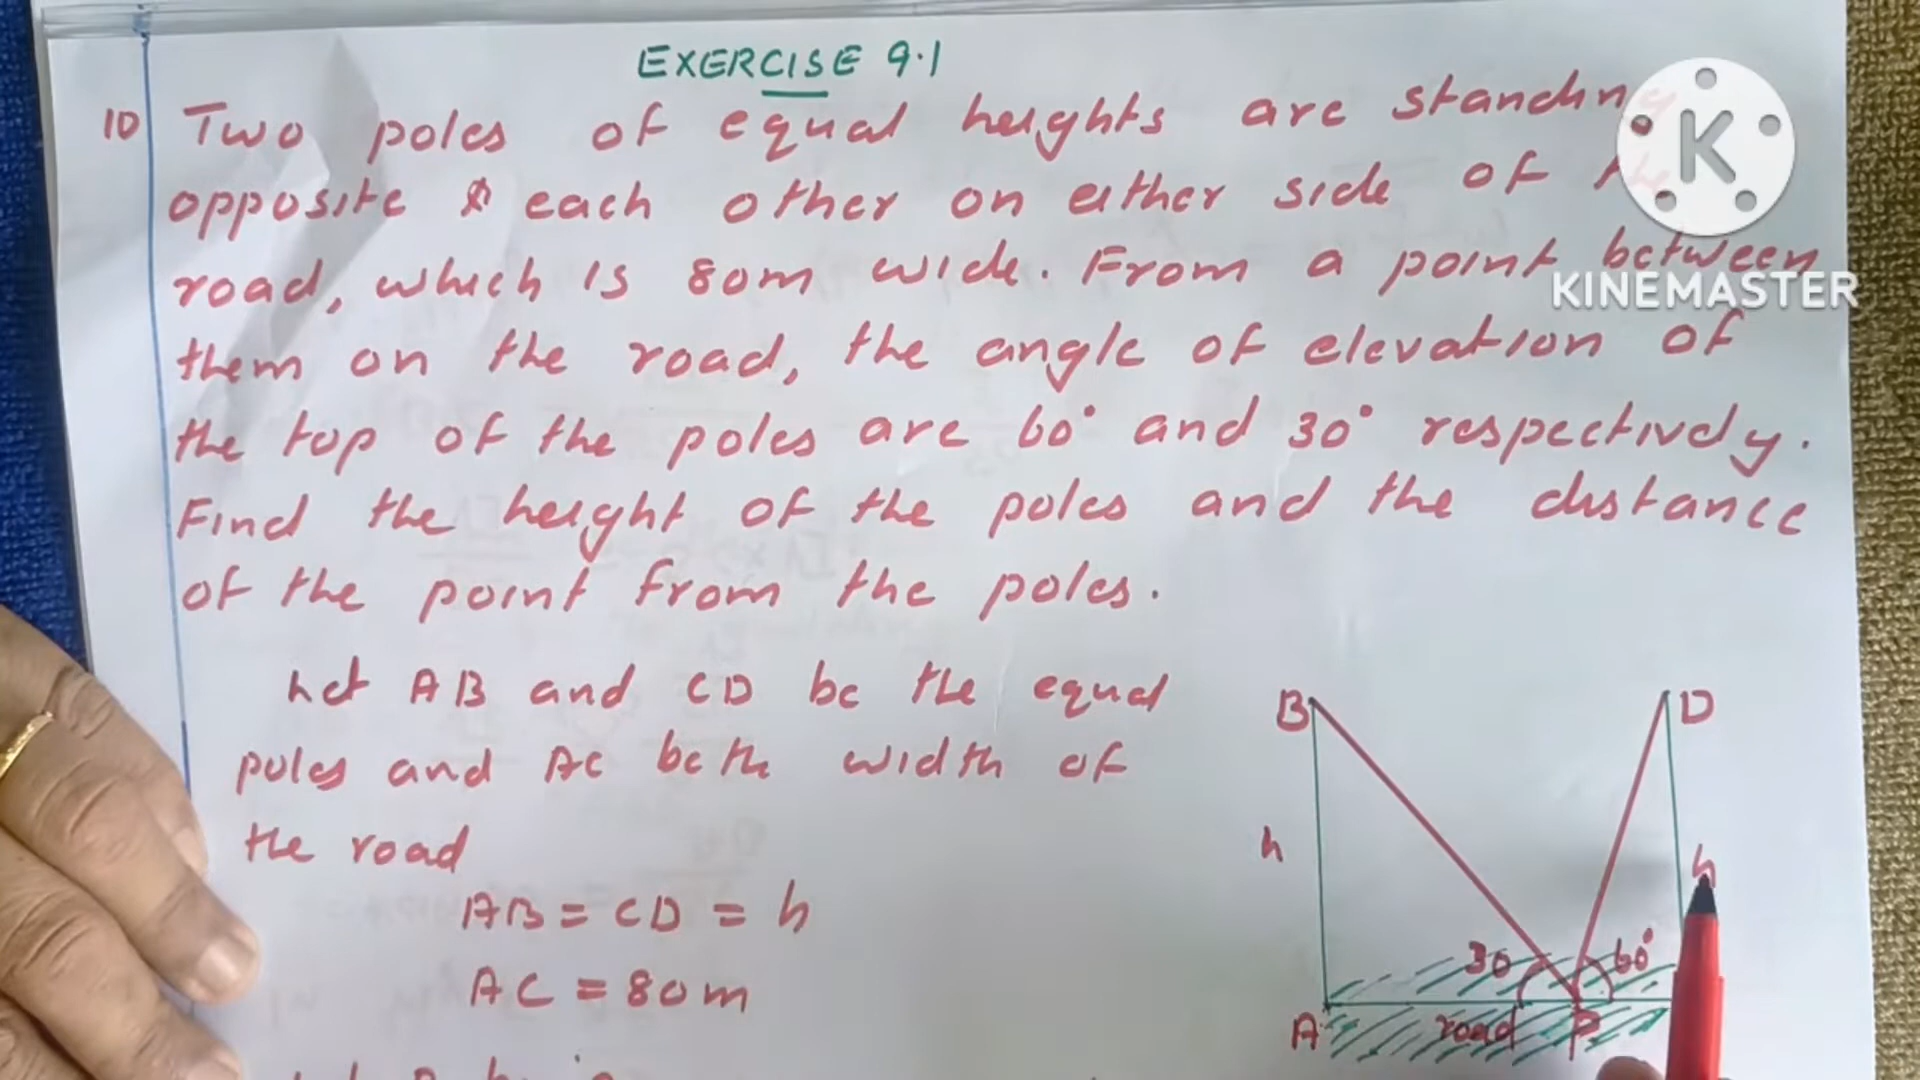 EXERCISE 9.1
10 Two poles of equal heights are standing
opposite each other on either side of the
road, which is 80m wide. From a point between
them on the road, the angle of elevation of
the top of the poles are 60° and 30° respectively.
Find the height of the poles and the distance
of the point from the poles.
Let AB and CD be the equal
poles and AC be the width of
the road
AB = CD = h
AC = 80m
B
D
h
h
30
60°
A
road
P
K
KINEMASTER